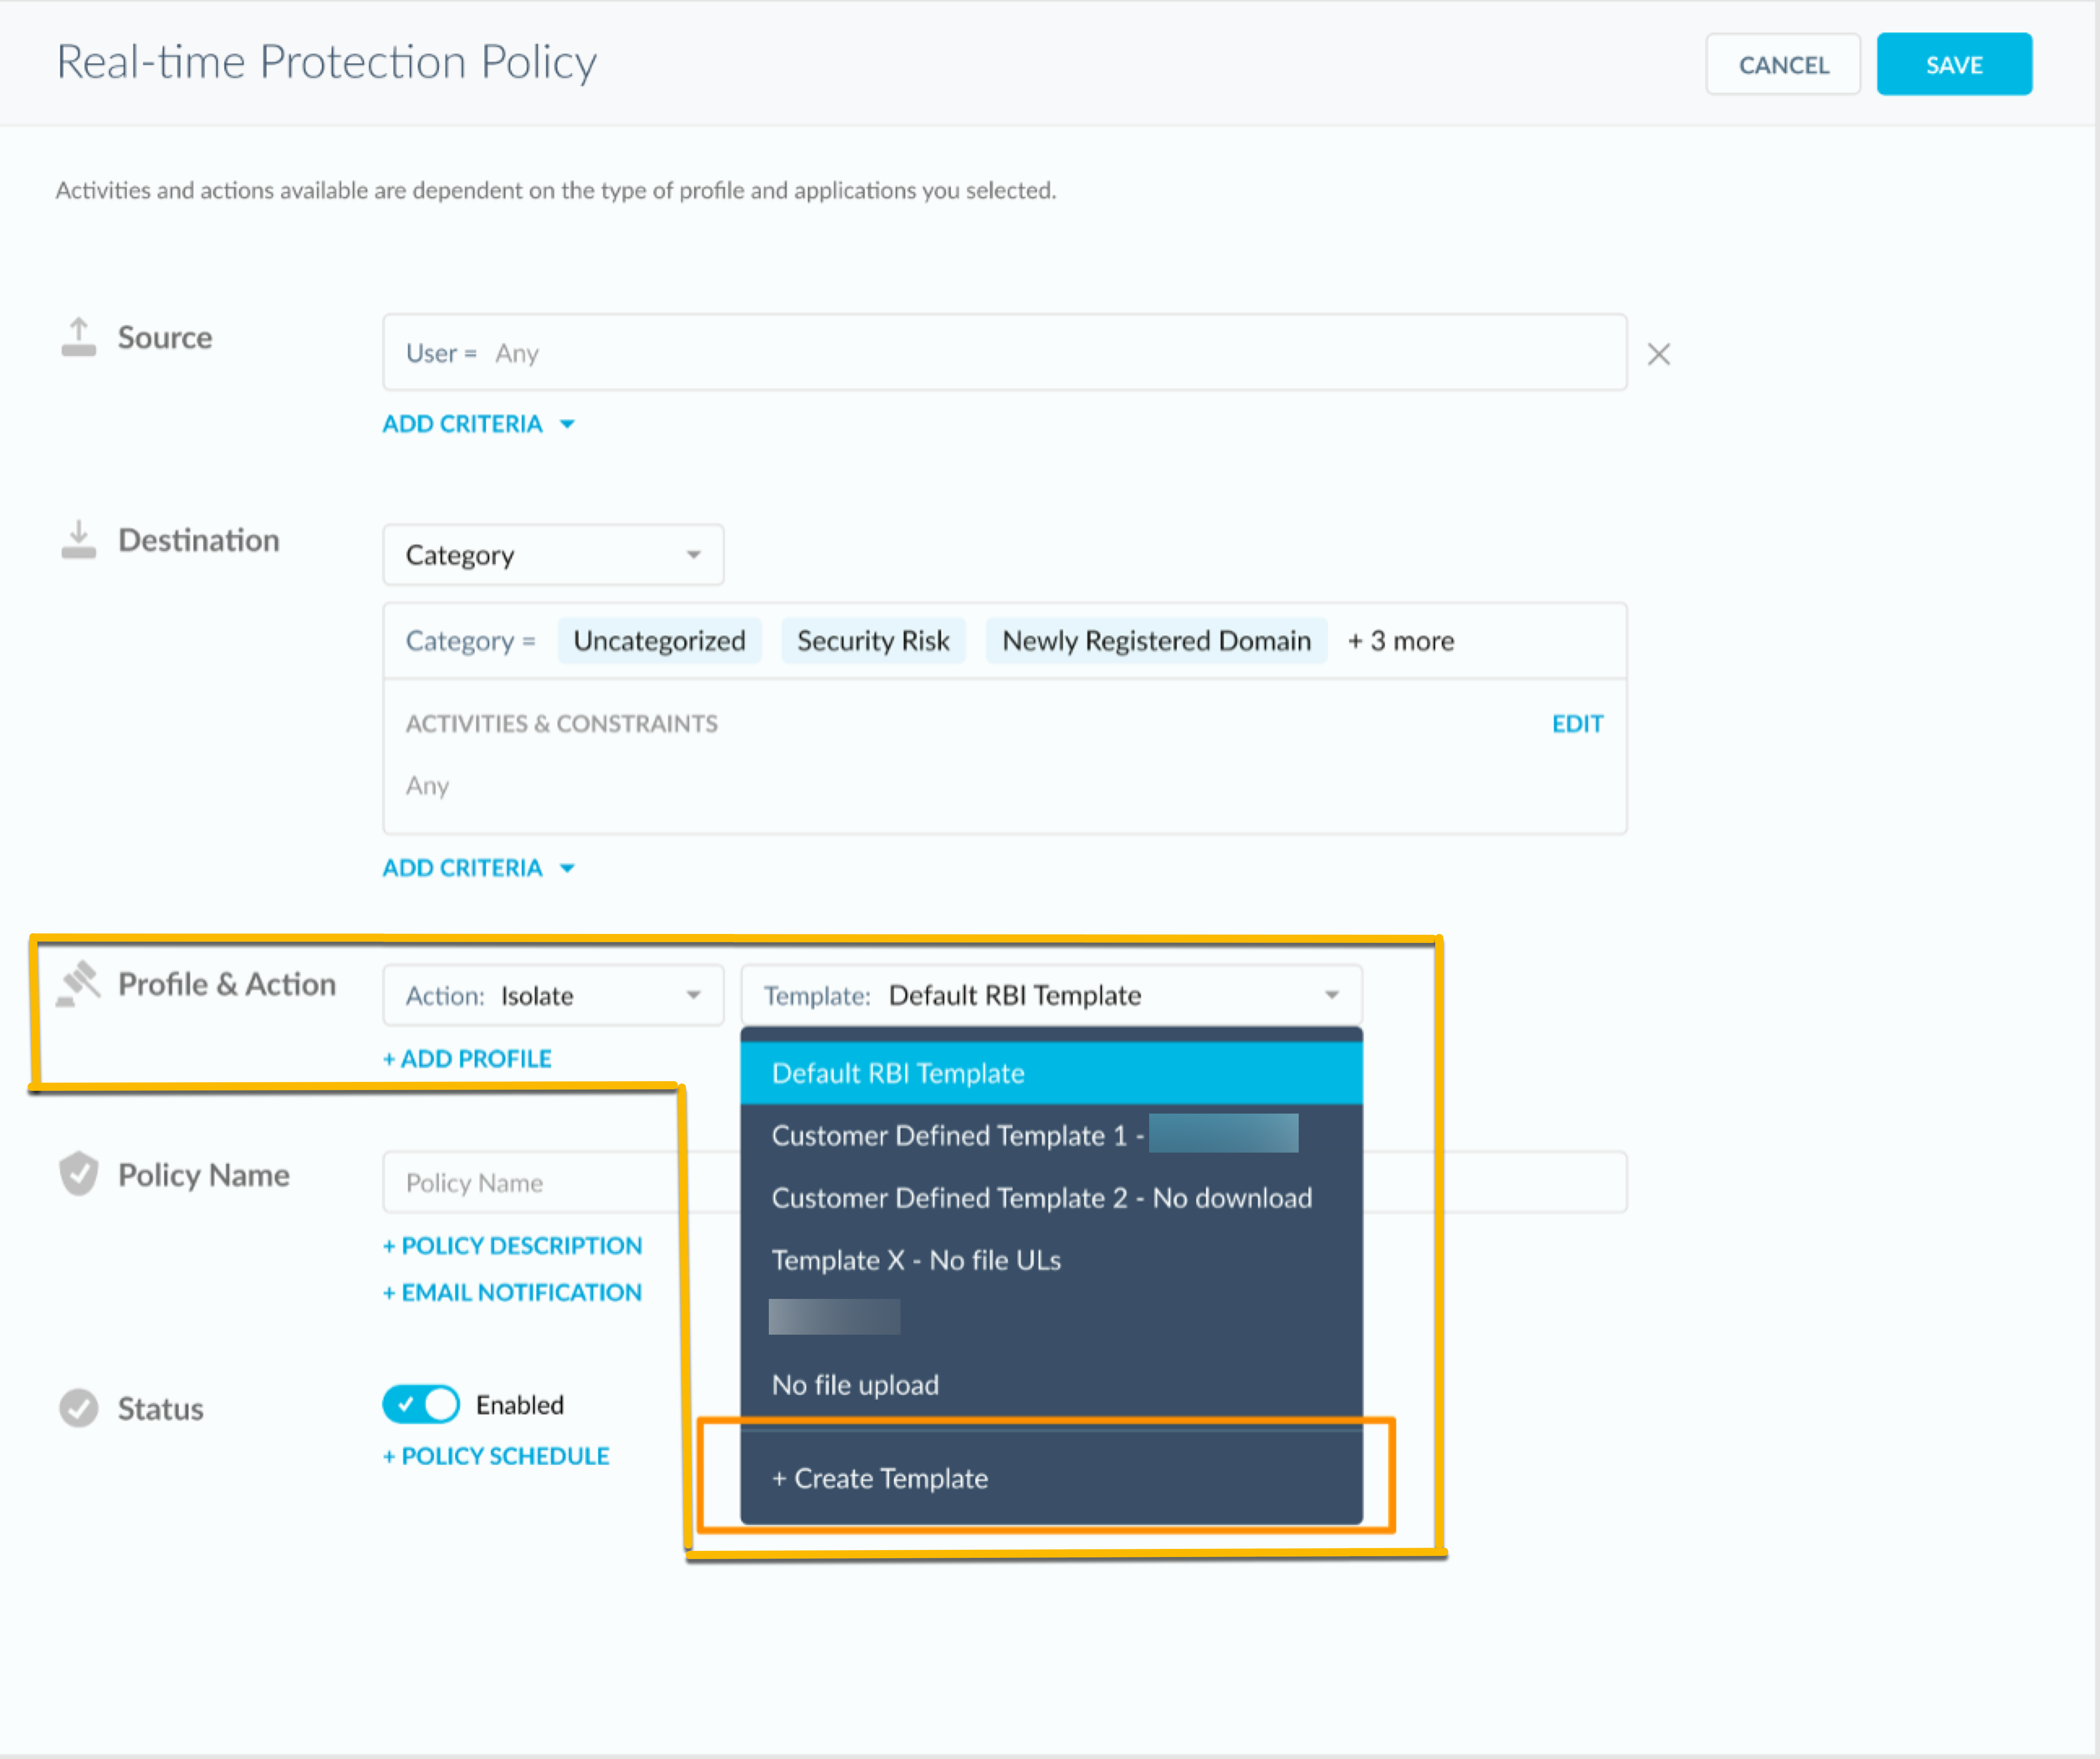 Real-time Protection Policy
CANCEL
SAVE
Activities and actions available are dependent on the type of profile and applications you selected.
Source
User = Any
ADD CRITERIA
Destination
Category
Category = Uncategorized Security Risk Newly Registered Domain + 3 more
ACTIVITIES & CONSTRAINTS
EDIT
Any
ADD CRITERIA
Profile & Action
Action: Isolate
Template: Default RBI Template
+ ADD PROFILE
Default RBI Template
Customer Defined Template 1 -
Customer Defined Template 2 - No download
Template X - No file ULs
No file upload
+ Create Template
Policy Name
Policy Name
+ POLICY DESCRIPTION
+ EMAIL NOTIFICATION
Status
Enabled
+ POLICY SCHEDULE